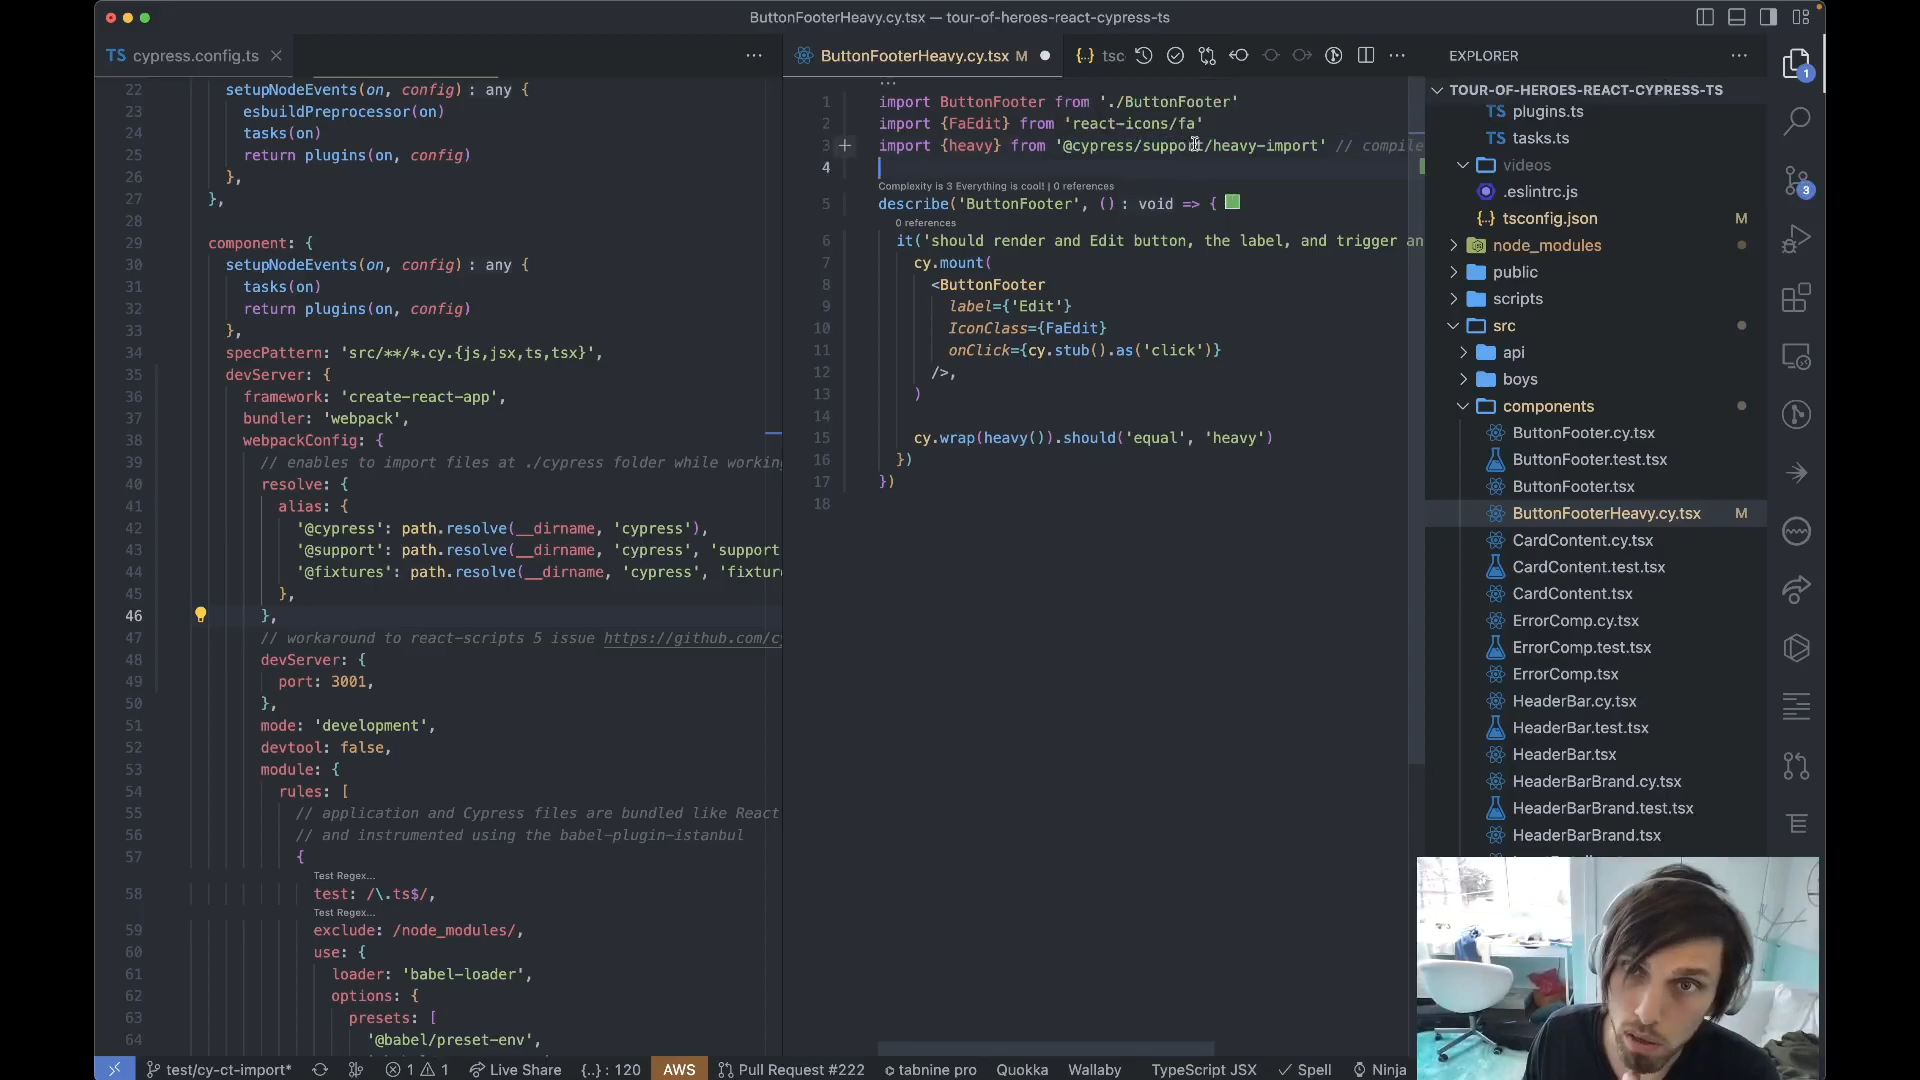 ButtonFooterHeavy.cy.tsx — tour-of-heroes-react-cypress-ts
TS cypress.config.ts
22 setupNodeEvents(on, config): any {
23 esbuildPreprocessor(on)
24 tasks(on)
25 return plugins(on, config)
26 },
27 },
28
29 component: {
30 setupNodeEvents(on, config): any {
31 tasks(on)
32 return plugins(on, config)
33 },
34 specPattern: 'src/**/*.cy.{js,jsx,ts,tsx}',
35 devServer: {
36 framework: 'create-react-app',
37 bundler: 'webpack',
38 webpackConfig: {
39 // enables to import files at ./cypress folder while workin
40 resolve: {
41 alias: {
42 '@cypress': path.resolve(__dirname, 'cypress'),
43 '@support': path.resolve(__dirname, 'cypress', 'support
44 '@fixtures': path.resolve(__dirname, 'cypress', 'fixtur
45 },
46 },
47 // workaround to react-scripts 5 issue https://github.com/cy
48 devServer: {
49 port: 3001,
50 },
51 mode: 'development',
52 devtool: false,
53 module: {
54 rules: [
55 // application and Cypress files are bundled like React
56 // and instrumented using the babel-plugin-istanbul
57 {
Test Regex...
58 test: /\.ts$/,
Test Regex...
59 exclude: /node_modules/,
60 use: {
61 loader: 'babel-loader',
62 options: {
63 presets: [
64 '@babel/preset-env',
ButtonFooterHeavy.cy.tsx M
{} tsc
1 import ButtonFooter from './ButtonFooter'
2 import {FaEdit} from 'react-icons/fa'
3 import {heavy} from '@cypress/support/heavy-import' // compile
4
Complexity is 3 Everything is cool! | 0 references
5 describe('ButtonFooter', (): void => {
0 references
6 it('should render and Edit button, the label, and trigger an
7 cy.mount(
8 <ButtonFooter
9 label={'Edit'}
10 IconClass={FaEdit}
11 onClick={cy.stub().as('click')}
12 />,
13 )
14
15 cy.wrap(heavy()).should('equal', 'heavy')
16 })
17 })
18
EXPLORER
TOUR-OF-HEROES-REACT-CYPRESS-TS
TS plugins.ts
TS tasks.ts
videos
.eslintrc.js
{} tsconfig.json M
node_modules
public
scripts
src
api
boys
components
ButtonFooter.cy.tsx
ButtonFooter.test.tsx
ButtonFooter.tsx
ButtonFooterHeavy.cy.tsx M
CardContent.cy.tsx
CardContent.test.tsx
CardContent.tsx
ErrorComp.cy.tsx
ErrorComp.test.tsx
ErrorComp.tsx
HeaderBar.cy.tsx
HeaderBar.test.tsx
HeaderBar.tsx
HeaderBarBrand.cy.tsx
HeaderBarBrand.test.tsx
HeaderBarBrand.tsx
1
3
test/cy-ct-import* 1 1 Live Share {..} : 120 AWS Pull Request #222 tabnine pro Quokka Wallaby TypeScript JSX Spell Ninja